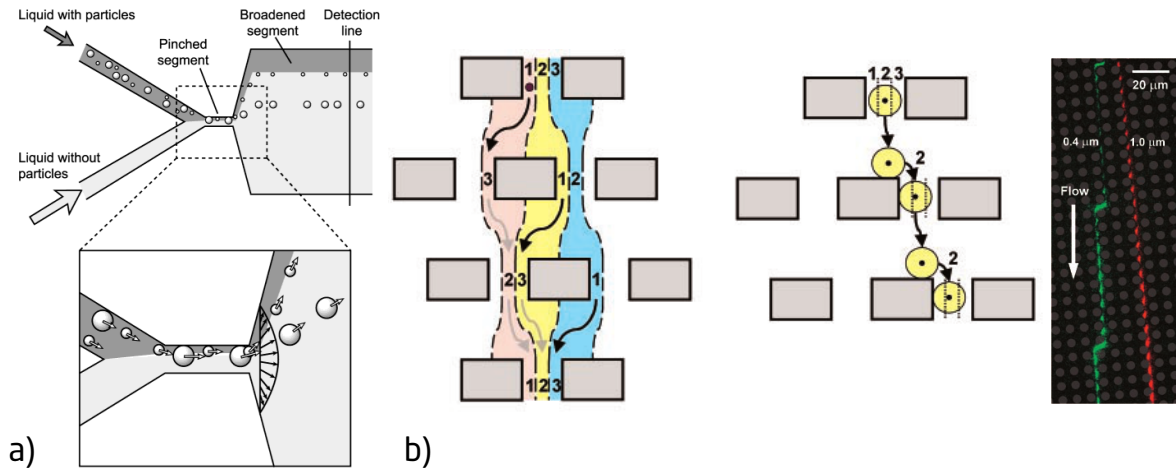 Liquid with particles
Pinched
segment
Broadened
segment
Detection
line
Liquid without
particles
a)
1 2 3
3 1 2
2 3 1
1 2 3
b)
1 2 3
2
2
20 μm
0.4 μm
1.0 μm
Flow